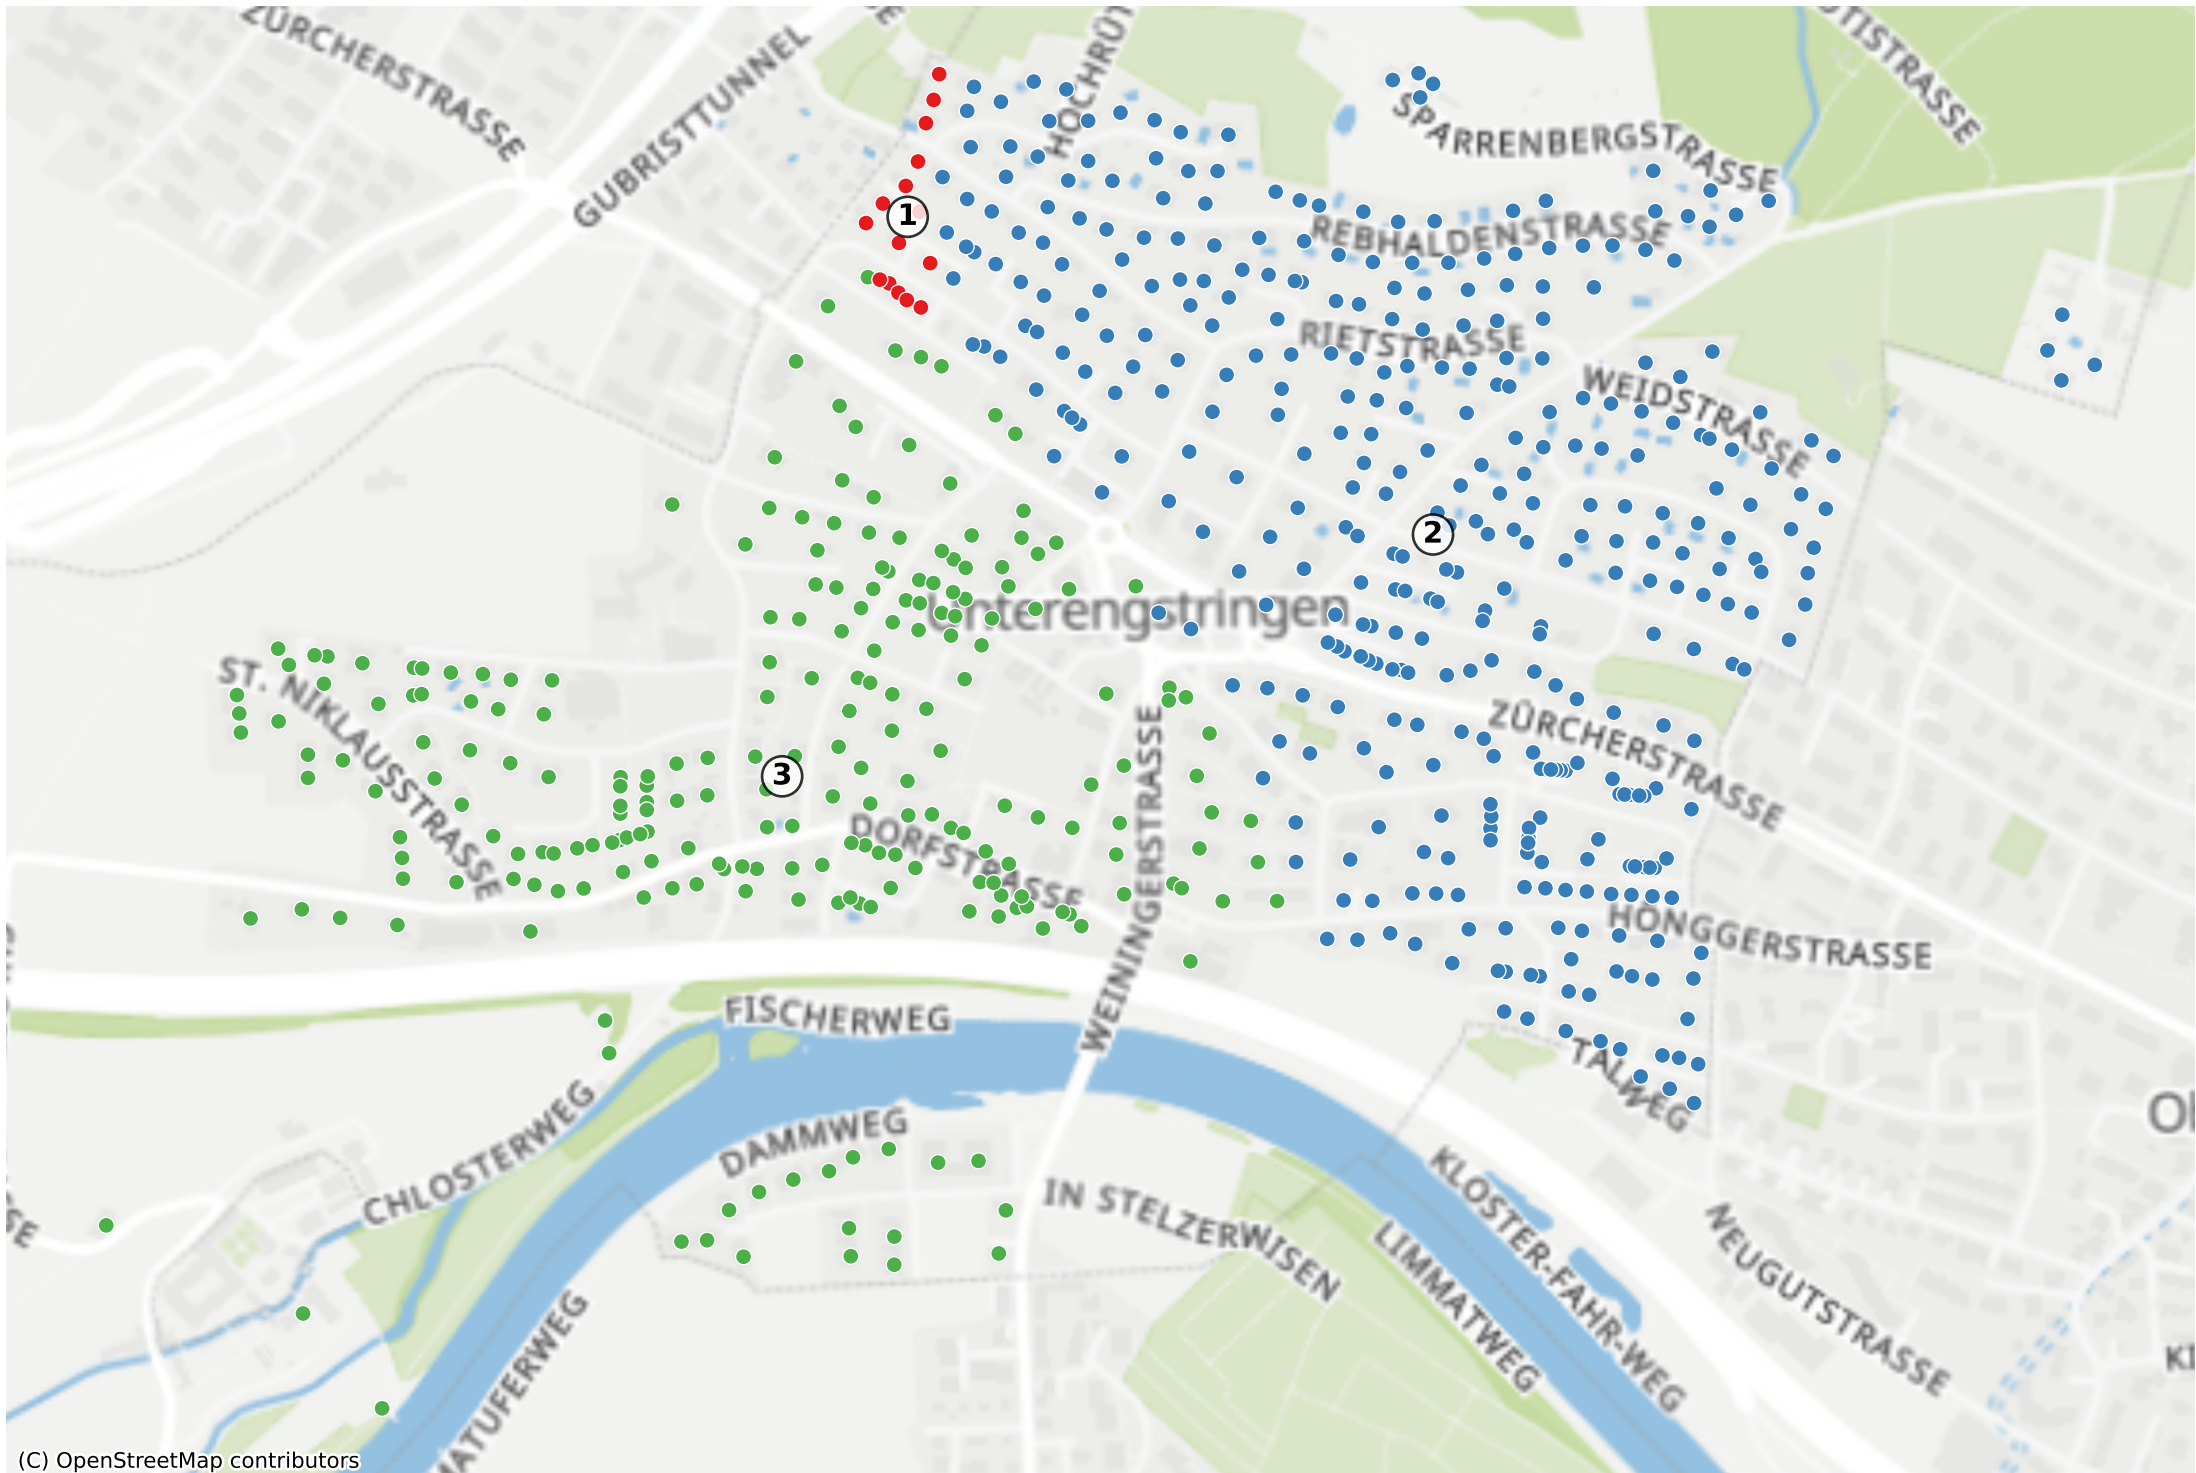 ZÜRCHERSTRASSE
GUBRISTTUNNEL
SPARRENBERGSTRASSE
1
REBHALDENSTRASSE
RIETSTRASSE
WEIDSTRASSE
2
Unterengstringen
ST. NIKLAUSSTRASSE
ZÜRCHERSTRASSE
3
DORFSTRASSE
WEININGERSTRASSE
HÖNGGERSTRASSE
FISCHERWEG
TALWEG
DAMMWEG
CHLOSTERWEG
IN STELZERWISEN
KLOSTER-FAHR-WEG
LIMMATWEG
NEUGUTSTRASSE
(C) OpenStreetMap contributors